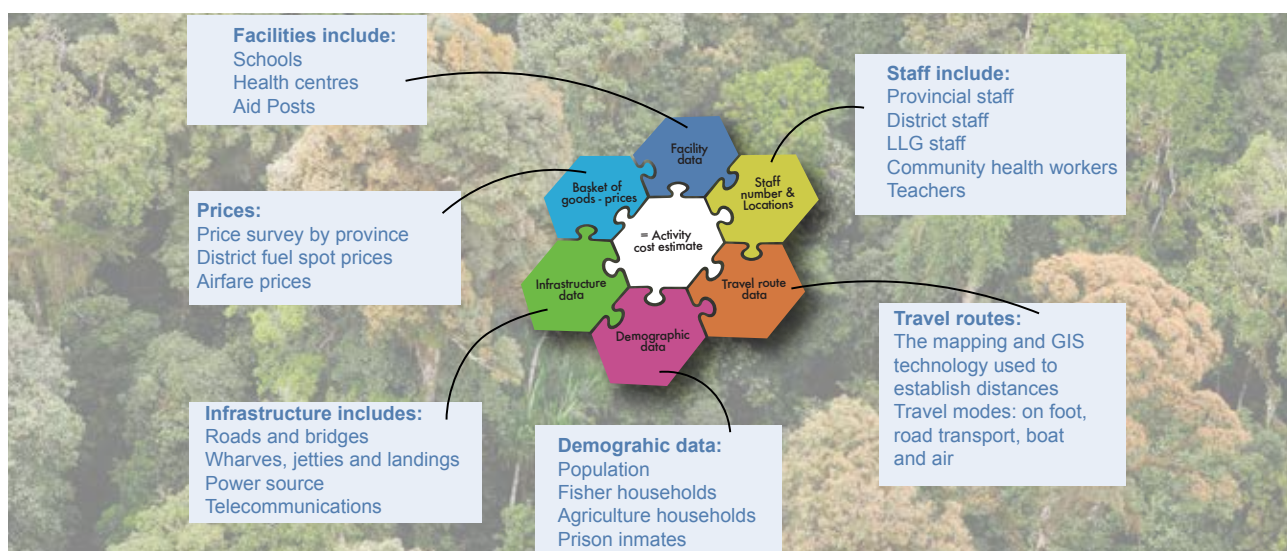 Facilities include:
Schools
Health centres
Aid Posts
Staff include:
Provincial staff
District staff
LLG staff
Community health workers
Teachers
Facility
data
Basket of
goods - prices
Staff
number &
Locations
= Activity
cost estimate
Infrastructure
data
Travel route
data
Demographic
data
Prices:
Price survey by province
District fuel spot prices
Airfare prices
Travel routes:
The mapping and GIS
technology used to
establish distances
Travel modes: on foot,
road transport, boat
and air
Infrastructure includes:
Roads and bridges
Wharves, jetties and landings
Power source
Telecommunications
Demograhic data:
Population
Fisher households
Agriculture households
Prison inmates